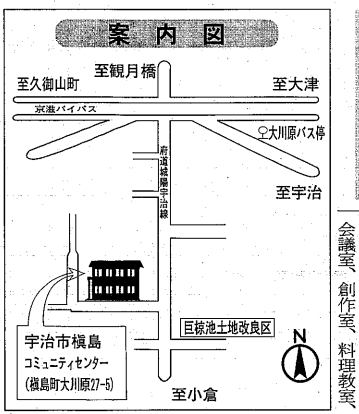 案内図
至観月橋
至久御山町
至大津
京滋バイパス
大川原バス停
府道城陽宇治線
至宇治
巨椋池土地改良区
宇治市槇島
コミュニティセンター
(槇島町大川原27-5)
N
至小倉
会議室、創作室、料理教室、